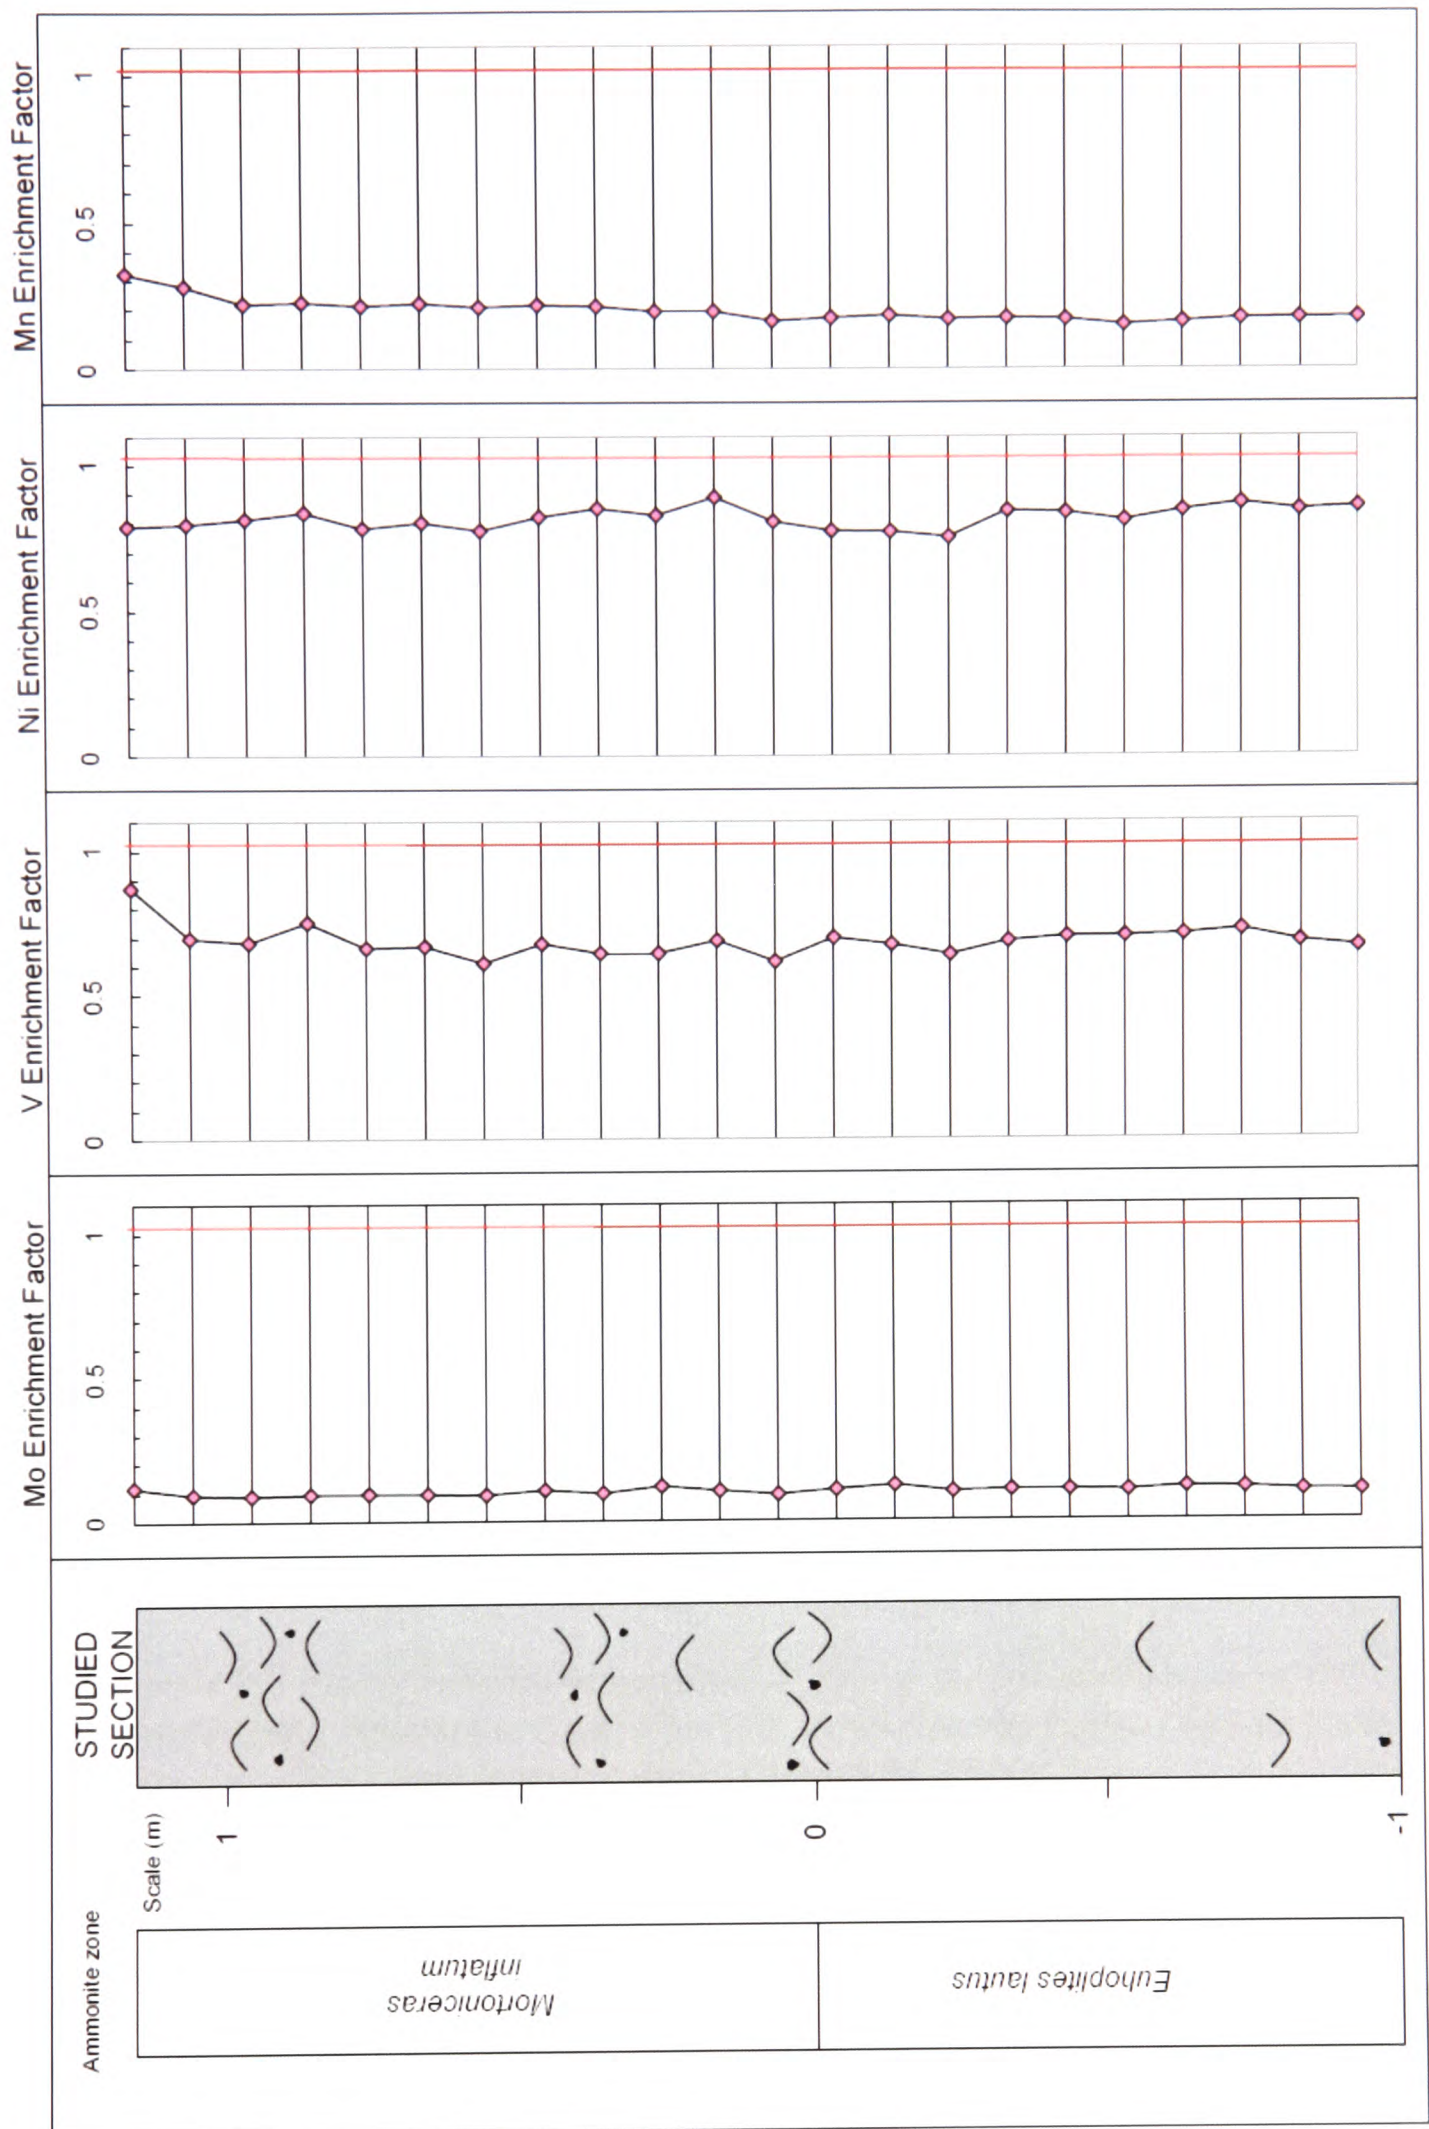 Ammonite zone
Mortoniceras
inflatum
Euhoplites lautus
Scale (m)
1
0
-1
STUDIED
SECTION
Mo Enrichment Factor
0
0.5
1
V Enrichment Factor
0
0.5
1
Ni Enrichment Factor
0
0.5
1
Mn Enrichment Factor
0
0.5
1